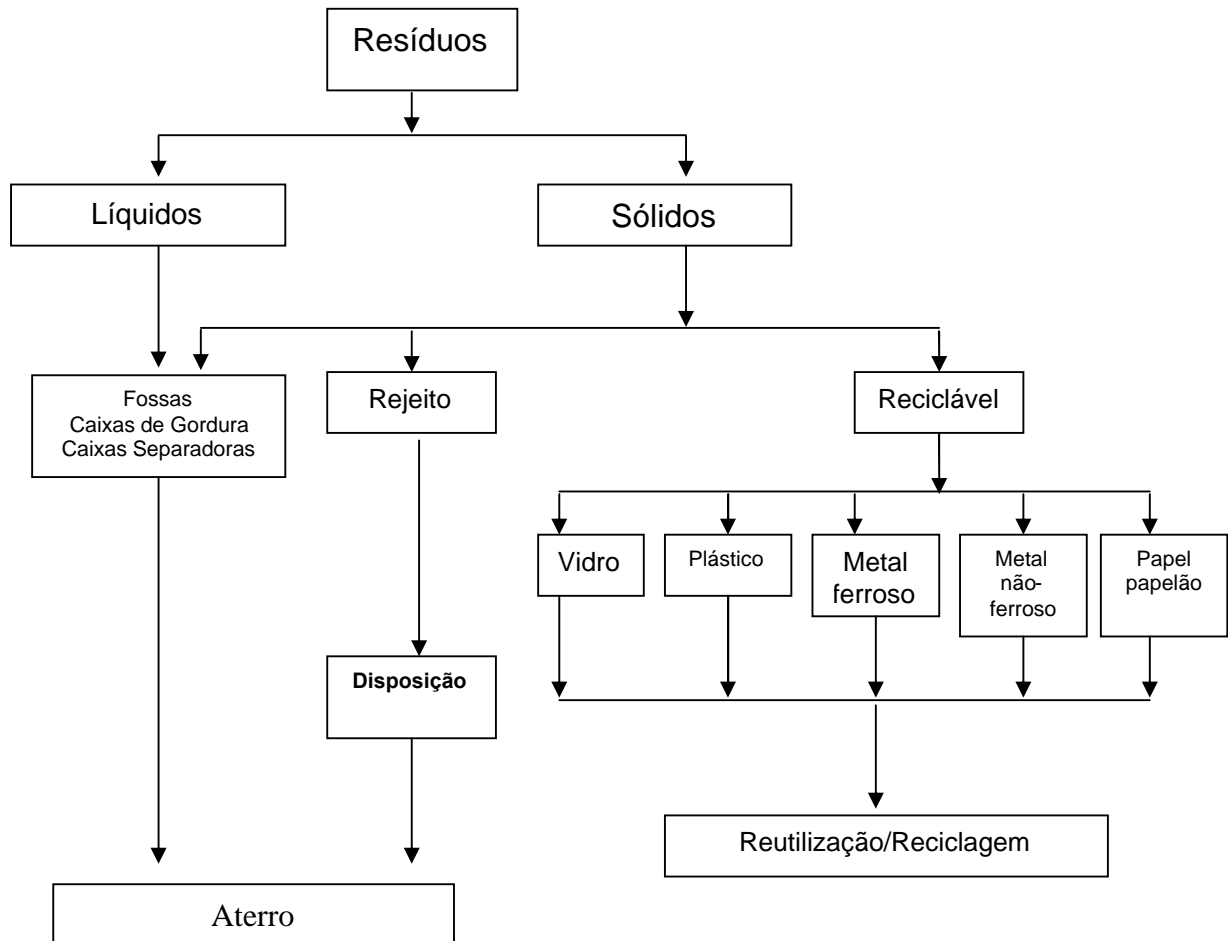 Resíduos
Líquidos
Sólidos
Fossas
Caixas de Gordura
Caixas Separadoras
Rejeito
Reciclável
Vidro
Plástico
Metal
ferroso
Metal
não-
ferroso
Papel
papelão
Disposição
Reutilização/Reciclagem
Aterro